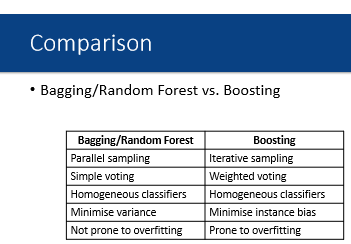 Comparison
• Bagging/Random Forest vs. Boosting
Bagging/Random Forest Boosting
Parallel sampling Iterative sampling
Simple voting Weighted voting
Homogeneous classifiers Homogeneous classifiers
Minimise variance Minimise instance bias
Not prone to overfitting Prone to overfitting